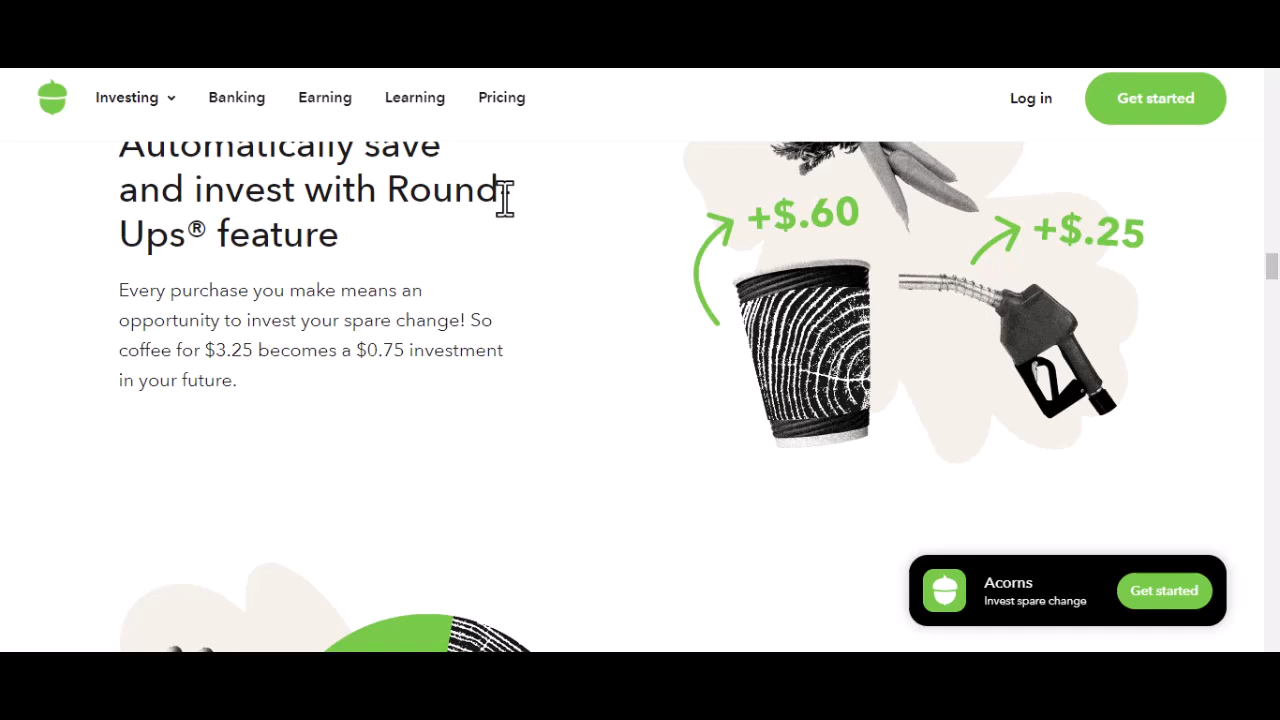 Investing
Banking
Earning
Learning
Pricing
Log in
Get started
Automatically save
and invest with Round-
Ups® feature
Every purchase you make means an
opportunity to invest your spare change! So
coffee for $3.25 becomes a $0.75 investment
in your future.
+$.60
+$.25
Acorns
Invest spare change
Get started